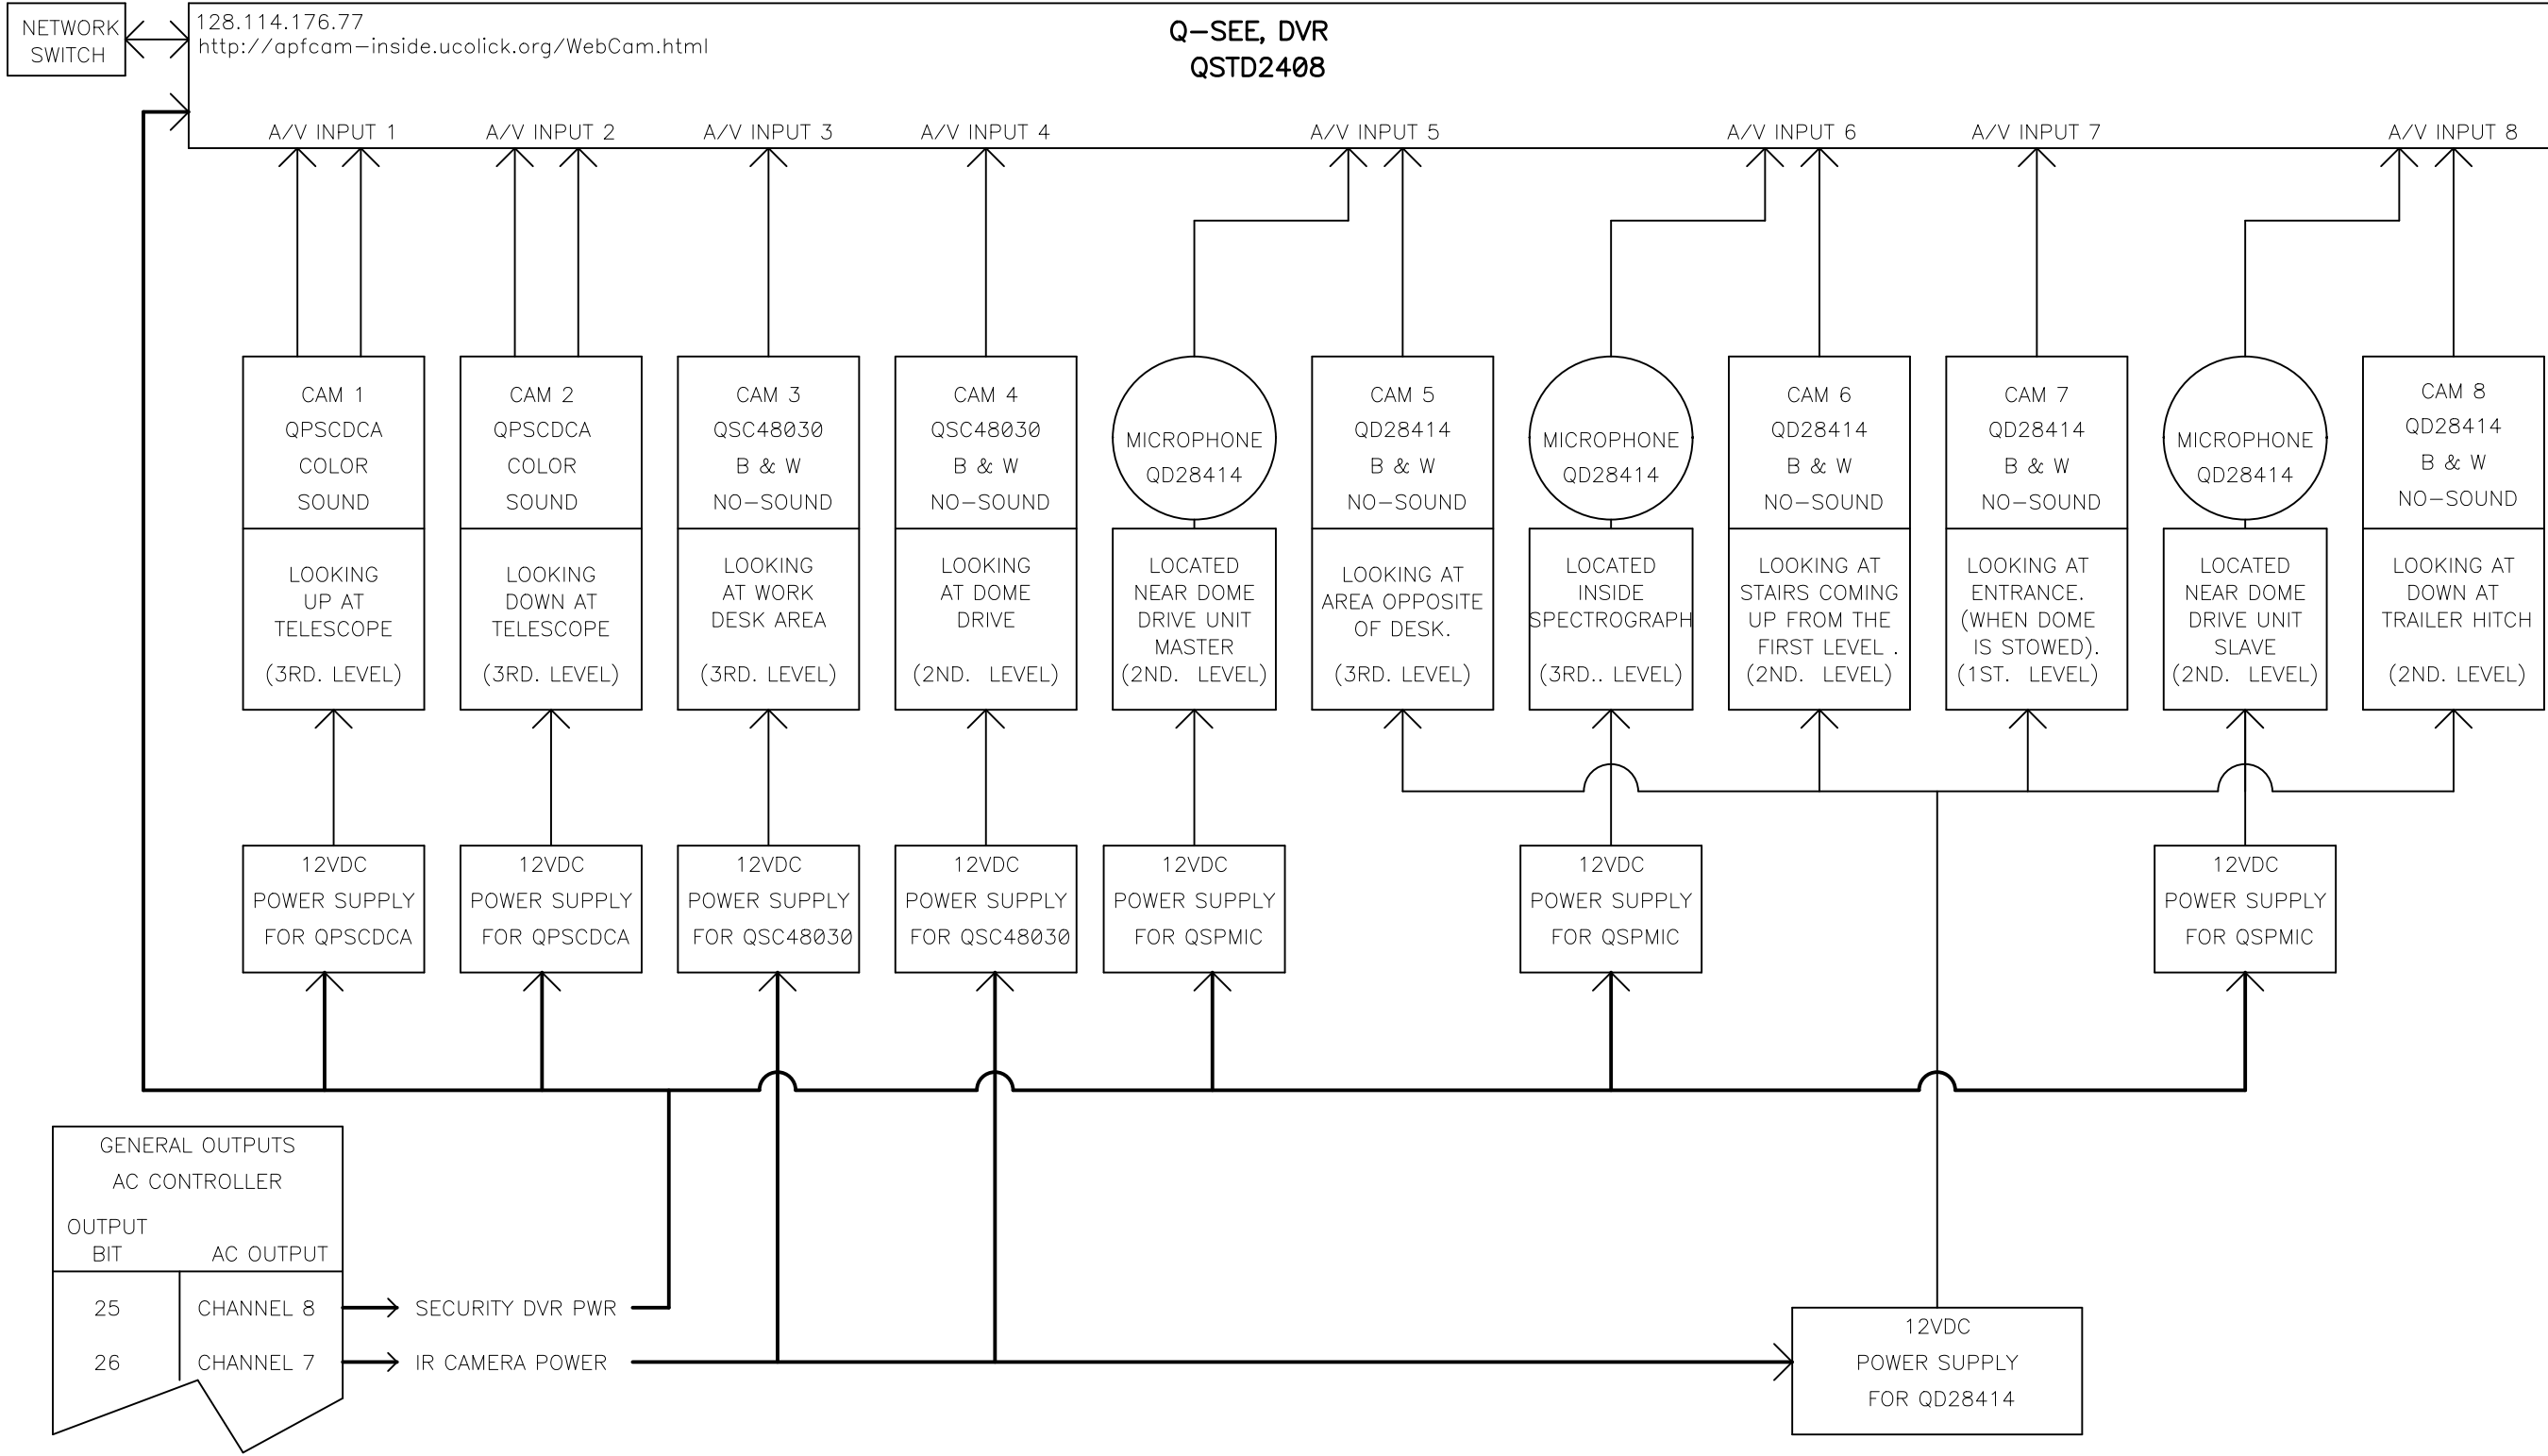 NETWORK
SWITCH
128.114.176.77
http://apfcam-inside.ucolick.org/WebCam.html
Q-SEE, DVR
QSTD2408
A/V INPUT 1
A/V INPUT 2
A/V INPUT 3
A/V INPUT 4
A/V INPUT 5
A/V INPUT 6
A/V INPUT 7
A/V INPUT 8
CAM 1
QPSCDCA
COLOR
SOUND
LOOKING
UP AT
TELESCOPE
(3RD. LEVEL)
CAM 2
QPSCDCA
COLOR
SOUND
LOOKING
DOWN AT
TELESCOPE
(3RD. LEVEL)
CAM 3
QSC48030
B & W
NO-SOUND
LOOKING
AT WORK
DESK AREA
(3RD. LEVEL)
CAM 4
QSC48030
B & W
NO-SOUND
LOOKING
AT DOME
DRIVE
(2ND. LEVEL)
MICROPHONE
QD28414
LOCATED
NEAR DOME
DRIVE UNIT
MASTER
(2ND. LEVEL)
CAM 5
QD28414
B & W
NO-SOUND
LOOKING AT
AREA OPPOSITE
OF DESK.
(3RD. LEVEL)
MICROPHONE
QD28414
LOCATED
INSIDE
SPECTROGRAPH
(3RD.. LEVEL)
CAM 6
QD28414
B & W
NO-SOUND
LOOKING AT
STAIRS COMING
UP FROM THE
FIRST LEVEL .
(2ND. LEVEL)
CAM 7
QD28414
B & W
NO-SOUND
LOOKING AT
ENTRANCE.
(WHEN DOME
IS STOWED).
(1ST. LEVEL)
MICROPHONE
QD28414
LOCATED
NEAR DOME
DRIVE UNIT
SLAVE
(2ND. LEVEL)
CAM 8
QD28414
B & W
NO-SOUND
LOOKING AT
DOWN AT
TRAILER HITCH
(2ND. LEVEL)
12VDC
POWER SUPPLY
FOR QPSCDCA
12VDC
POWER SUPPLY
FOR QPSCDCA
12VDC
POWER SUPPLY
FOR QSC48030
12VDC
POWER SUPPLY
FOR QSC48030
12VDC
POWER SUPPLY
FOR QSPMIC
12VDC
POWER SUPPLY
FOR QSPMIC
12VDC
POWER SUPPLY
FOR QSPMIC
GENERAL OUTPUTS
AC CONTROLLER
OUTPUT
BIT
AC OUTPUT
25
CHANNEL 8
SECURITY DVR PWR
26
CHANNEL 7
IR CAMERA POWER
12VDC
POWER SUPPLY
FOR QD28414